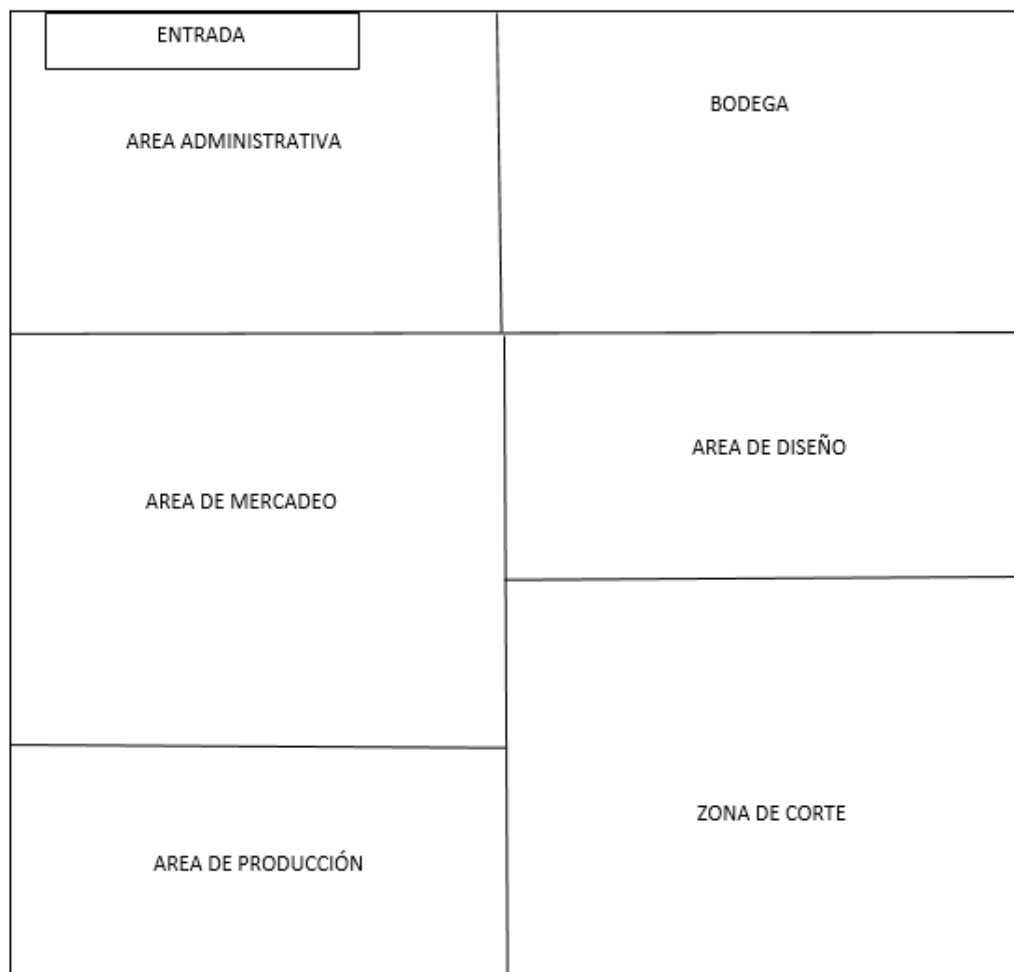 ENTRADA
BODEGA
AREA ADMINISTRATIVA
AREA DE DISEÑO
AREA DE MERCADEO
ZONA DE CORTE
AREA DE PRODUCCIÓN